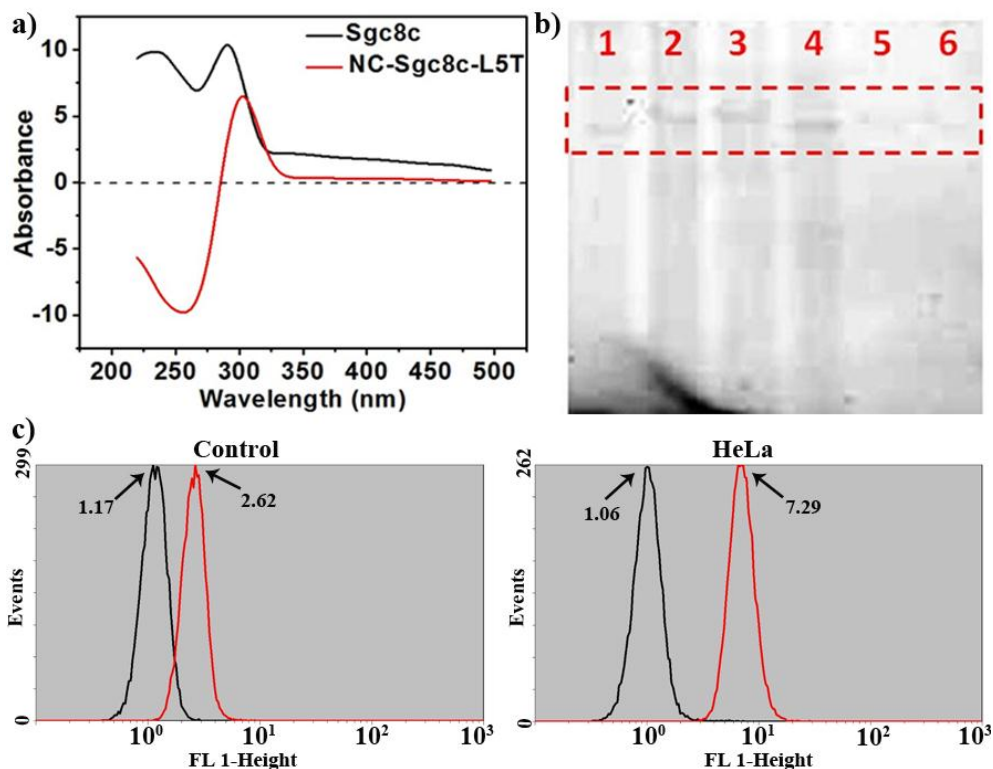 a)
Sgc8c
NC-Sgc8c-L5T
Absorbance
10
5
0
-5
-10
200 250 300 350 400 450 500
Wavelength (nm)
b)
1 2 3 4 5 6
c)
Control
299
Events
0
1.17
2.62
10⁰ 10¹ 10² 10³
FL 1-Height
HeLa
262
Events
0
1.06
7.29
10⁰ 10¹ 10² 10³
FL 1-Height